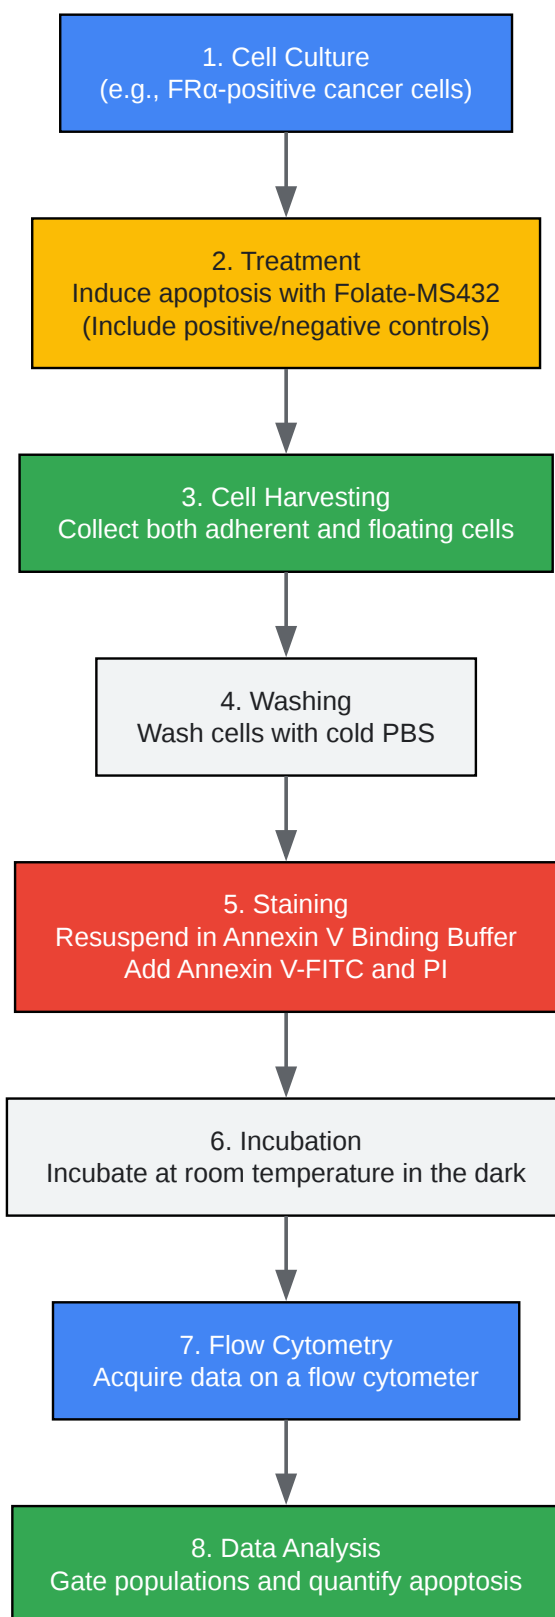 1. Cell Culture
(e.g., FRα-positive cancer cells)
2. Treatment
Induce apoptosis with Folate-MS432
(Include positive/negative controls)
3. Cell Harvesting
Collect both adherent and floating cells
4. Washing
Wash cells with cold PBS
5. Staining
Resuspend in Annexin V Binding Buffer
Add Annexin V-FITC and PI
6. Incubation
Incubate at room temperature in the dark
7. Flow Cytometry
Acquire data on a flow cytometer
8. Data Analysis
Gate populations and quantify apoptosis